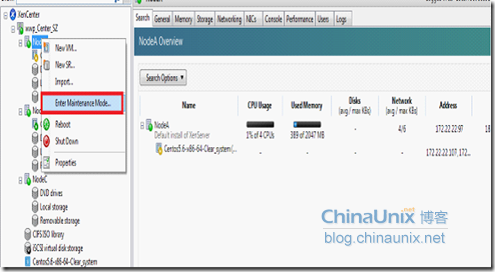 XenCenter
Search General Memory Storage Networking NICs Console Performance Users Logs
NodeA Overview
New VM...
New SR...
Import...
Search Options
Enter Maintenance Mode...
Name CPU Usage Used Memory Disks Network Address
(avg / max KBs) (avg / max KBs)
Reboot
Shut Down
NodeA
Default install of XenServer 1% of 4 CPUs 389 of 2047 MB - 4/6 172.22.22.97
Centos5.6-x86-64-Clear_system (... - - - - 172.22.22.107, 172...
Properties
NodeC
DVD drives
Local storage
Removable storage
CIFS ISO library
iSCSI virtual disk storage
Centos5.6-x86-64-Clear_system
ChinaUnix 博客
blog.chinaunix.net